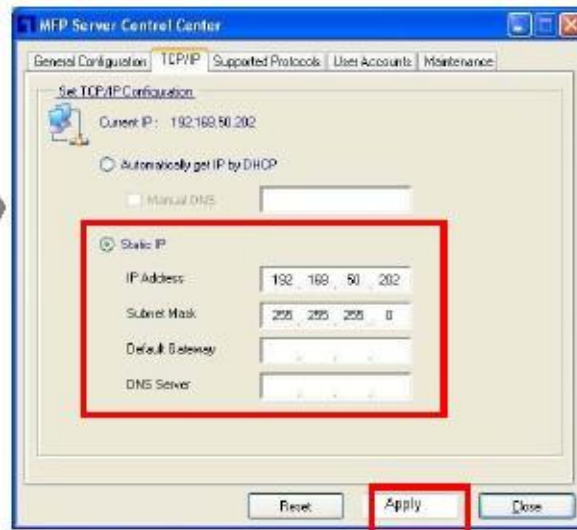 MFP Server Control Center
General Configuration TCP/IP Supported Protocols User Accounts Maintenance
Set TCP/IP Configuration
Current IP : 192.169.50.202
Automatically get IP by DHCP
Manual DNS
Static IP
IP Address 192 . 169 . 50 . 202
Subnet Mask 255 . 255 . 255 . 0
Default Gateway . . .
DNS Server . . .
Reset Apply Close